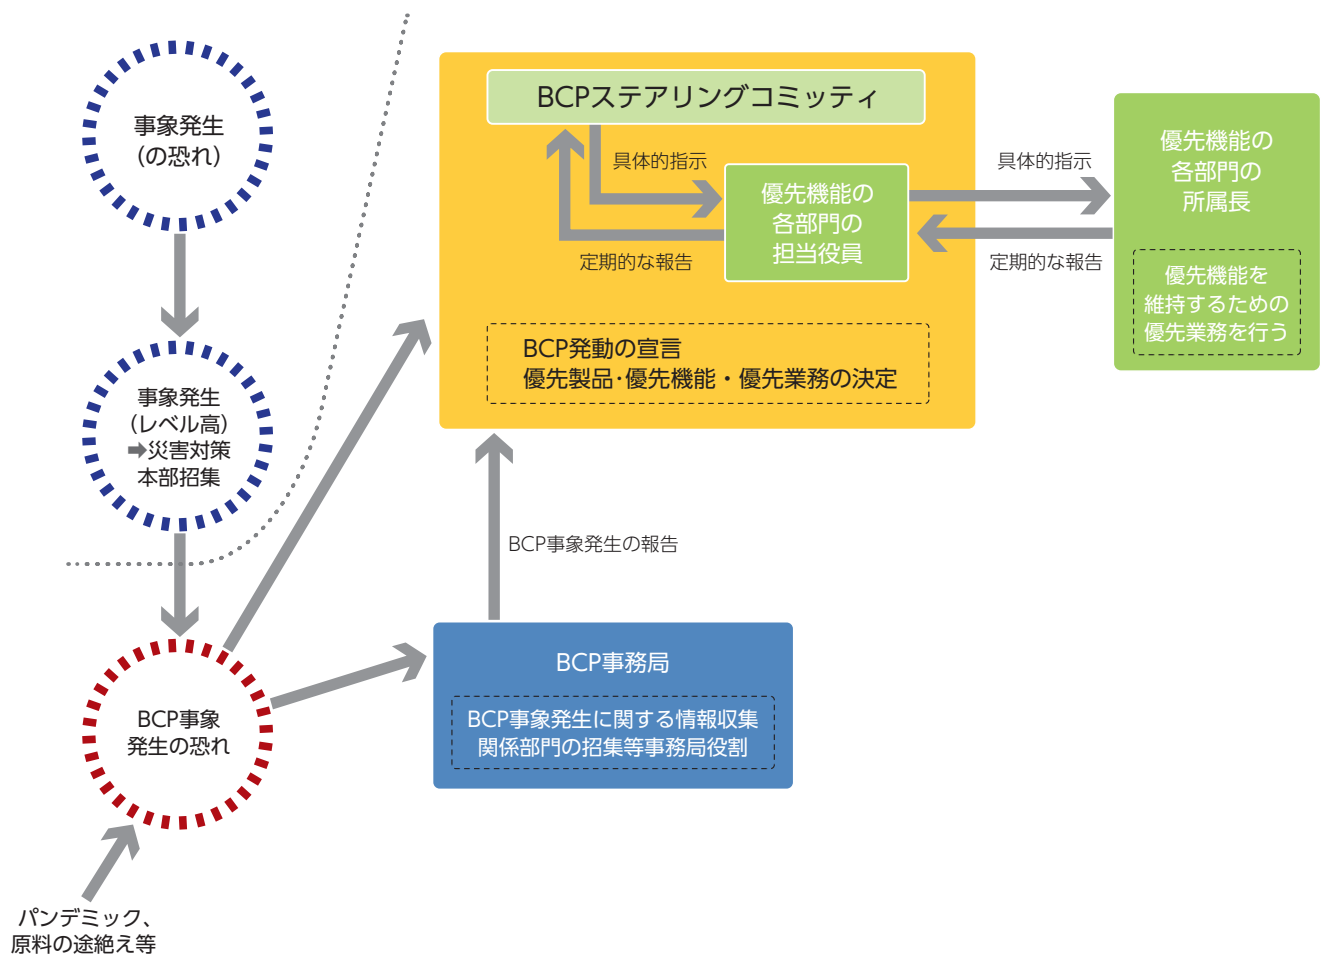 事象発生
（の恐れ）
事象発生
（レベル高）
➡災害対策
本部招集
BCP事象
発生の恐れ
パンデミック、
原料の途絶え等
BCPステアリングコミッティ
具体的指示
優先機能の
各部門の
担当役員
定期的な報告
BCP発動の宣言
優先製品・優先機能・優先業務の決定
具体的指示
定期的な報告
優先機能の
各部門の
所属長
優先機能を
維持するための
優先業務を行う
BCP事象発生の報告
BCP事務局
BCP事象発生に関する情報収集
関係部門の招集等事務局役割